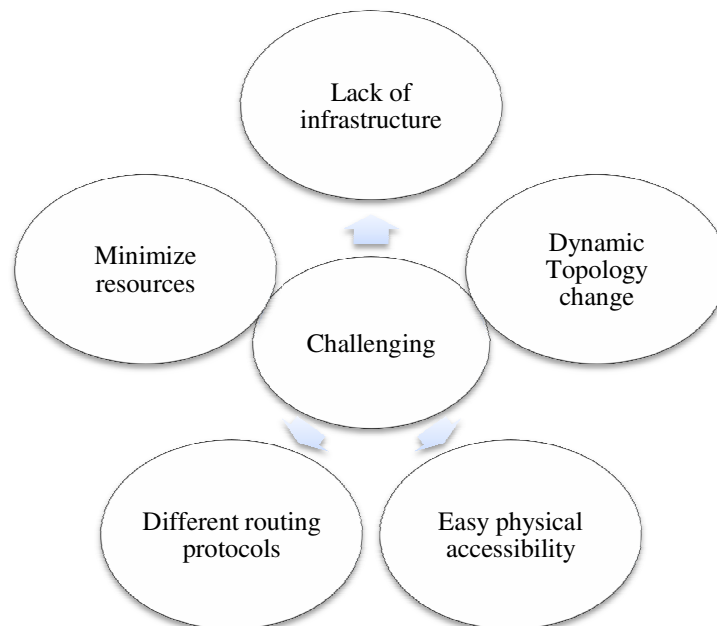 Lack of
infrastructure
Minimize
resources
Dynamic
Topology
change
Challenging
Different routing
protocols
Easy physical
accessibility